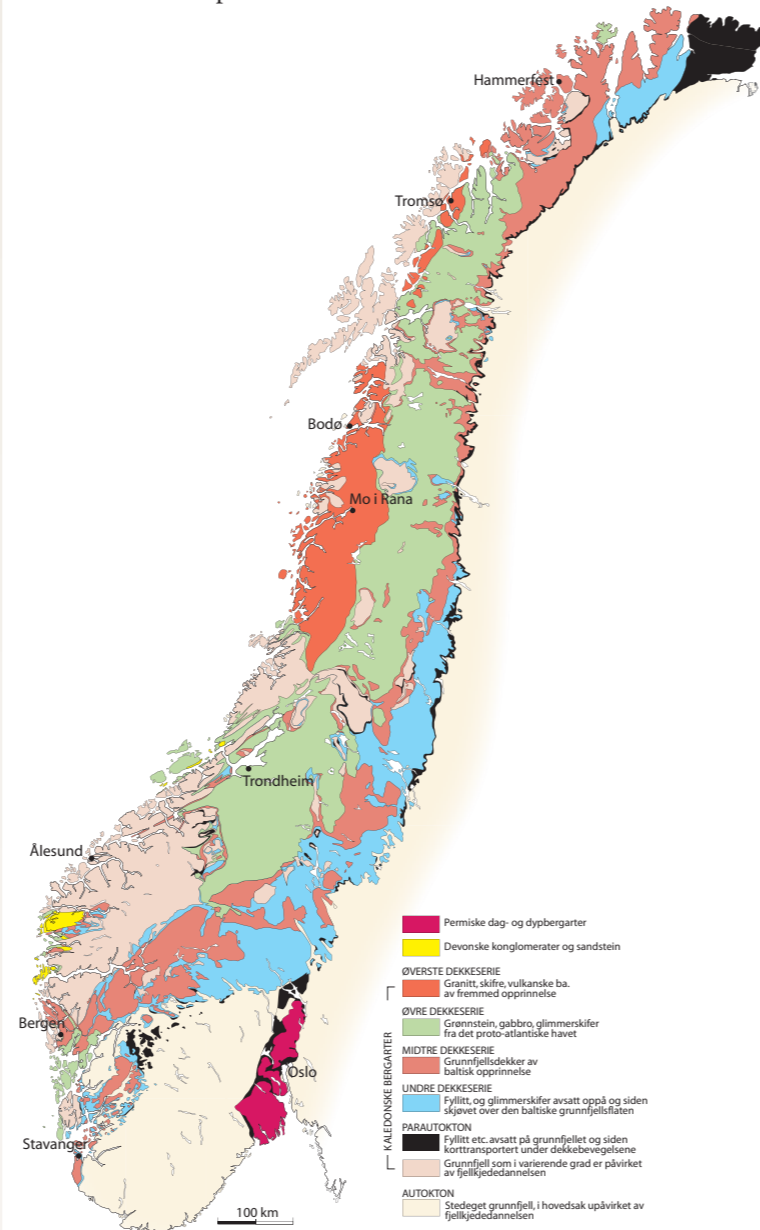 Hammerfest
Tromsø
Bodø
Mo i Rana
Trondheim
Ålesund
Bergen
Oslo
Stavanger
100 km
Permiske dag- og dypbergarter
Devonske konglomerater og sandstein
KALEDONSKE BERGARTER
ØVERSTE DEKKESERIE
Granitt, skifre, vulkanske ba.
av fremmed opprinnelse
ØVRE DEKKESERIE
Grønnstein, gabbro, glimmerskifer
fra det proto-atlantiske havet
MIDTRE DEKKESERIE
Grunnfjellsdekker av
baltisk opprinnelse
UNDRE DEKKESERIE
Fyllitt, og glimmerskifer avsatt oppå og siden
skjøvet over den baltiske grunnfjellsflaten
PARAUTOKTON
Fyllitt etc. avsatt på grunnfjellet og siden
korttransportert under dekkebevegelsene
Grunnfjell som i varierende grad er påvirket
av fjellkjededannelsen
AUTOKTON
Stedeget grunnfjell, i hovedsak upåvirket av
fjellkjededannelsen